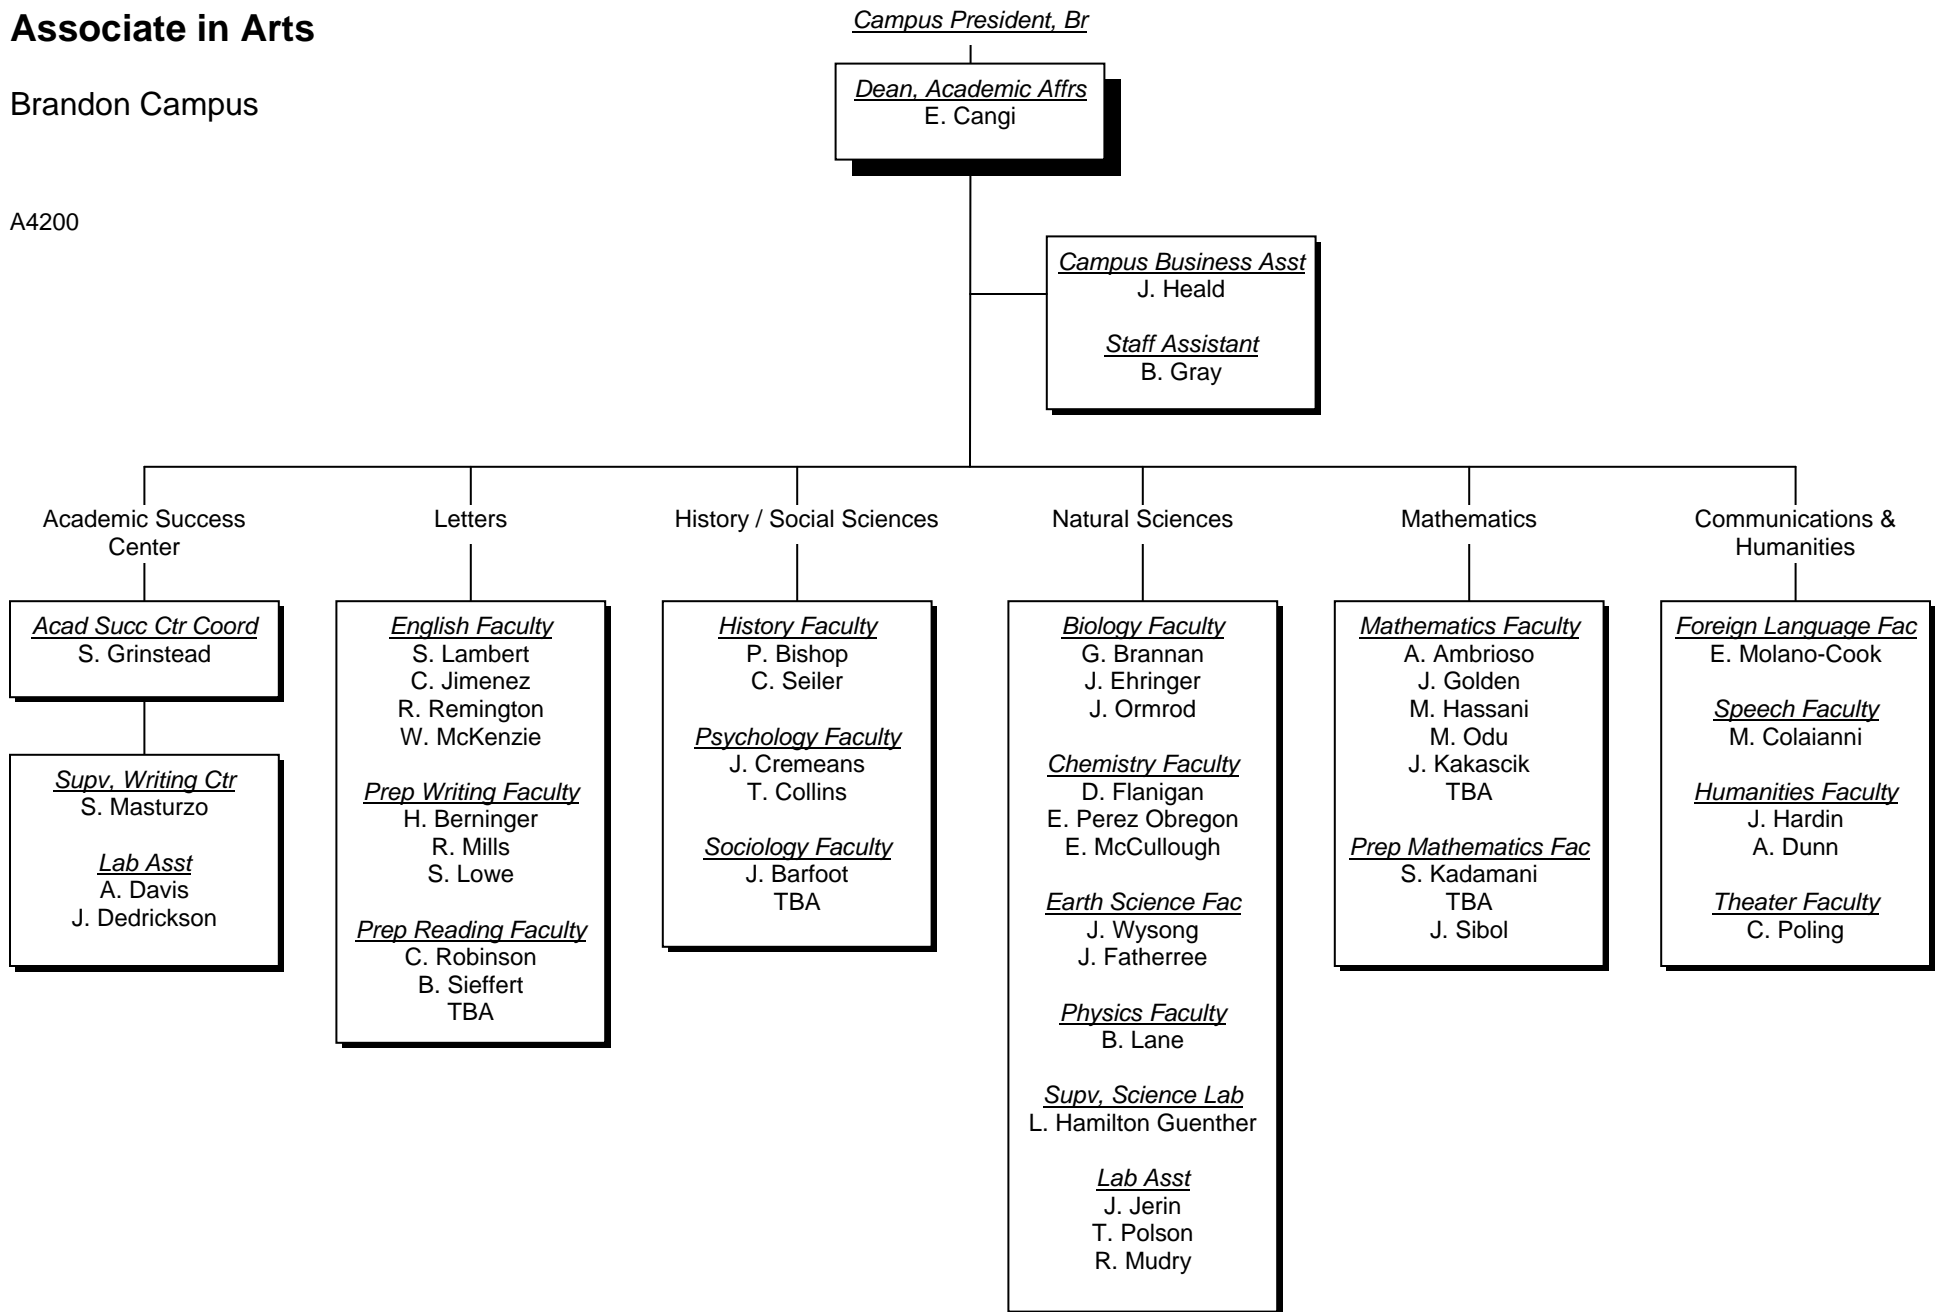 Associate in Arts
Brandon Campus
A4200
Campus President, Br
Dean, Academic Affrs
E. Cangi
Campus Business Asst
J. Heald
Staff Assistant
B. Gray
Academic Success
Center
Acad Succ Ctr Coord
S. Grinstead
Supv, Writing Ctr
S. Masturzo
Lab Asst
A. Davis
J. Dedrickson
Letters
English Faculty
S. Lambert
C. Jimenez
R. Remington
W. McKenzie
Prep Writing Faculty
H. Berninger
R. Mills
S. Lowe
Prep Reading Faculty
C. Robinson
B. Sieffert
TBA
History / Social Sciences
History Faculty
P. Bishop
C. Seiler
Psychology Faculty
J. Cremeans
T. Collins
Sociology Faculty
J. Barfoot
TBA
Natural Sciences
Biology Faculty
G. Brannan
J. Ehringer
J. Ormrod
Chemistry Faculty
D. Flanigan
E. Perez Obregon
E. McCullough
Earth Science Fac
J. Wysong
J. Fatherree
Physics Faculty
B. Lane
Supv, Science Lab
L. Hamilton Guenther
Lab Asst
J. Jerin
T. Polson
R. Mudry
Mathematics
Mathematics Faculty
A. Ambrioso
J. Golden
M. Hassani
M. Odu
J. Kakascik
TBA
Prep Mathematics Fac
S. Kadamani
TBA
J. Sibol
Communications &
Humanities
Foreign Language Fac
E. Molano-Cook
Speech Faculty
M. Colaianni
Humanities Faculty
J. Hardin
A. Dunn
Theater Faculty
C. Poling